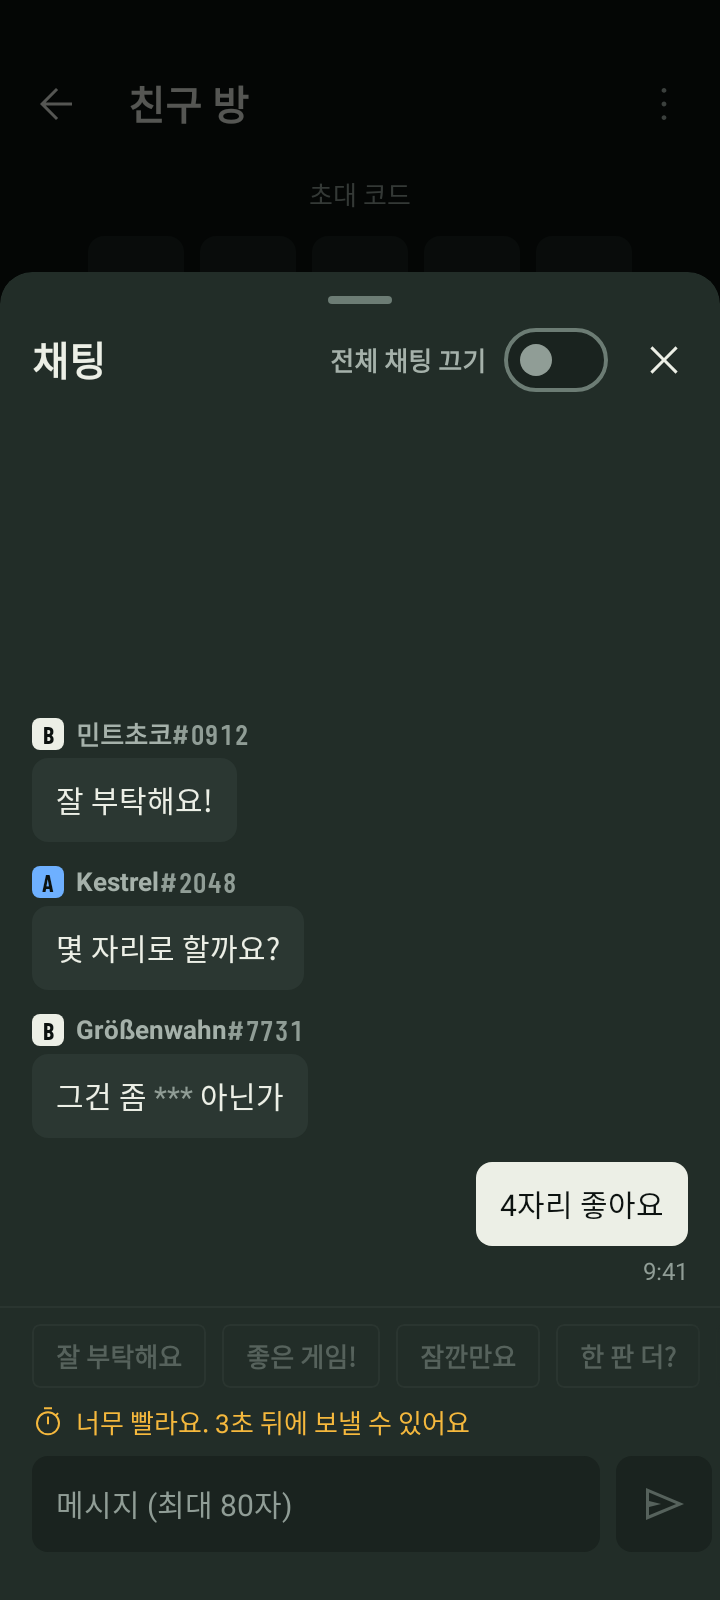 친구 방
초대 코드
채팅
전체 채팅 끄기
B 민트초코#0912
잘 부탁해요!
A Kestrel#2048
몇 자리로 할까요?
B Größenwahn#7731
그건 좀 *** 아닌가
4자리 좋아요
9:41
잘 부탁해요 좋은 게임! 잠깐만요 한 판 더?
너무 빨라요. 3초 뒤에 보낼 수 있어요
메시지 (최대 80자)